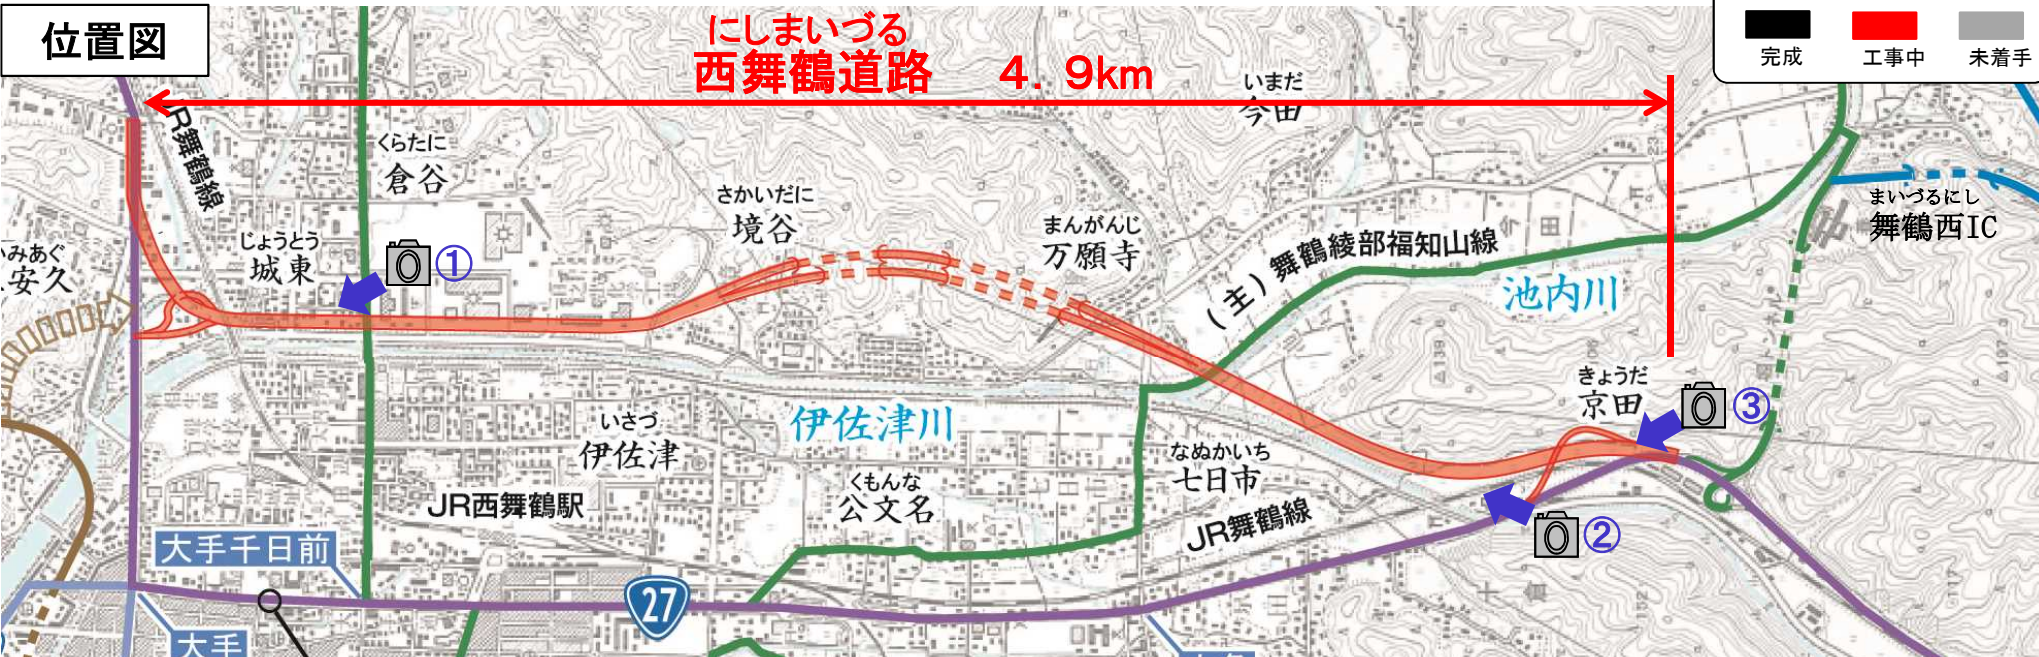 位置図
にしまいづる
西舞鶴道路 4.9km
完成
工事中
未着手
いまだ
今田
JR舞鶴線
くらたに
倉谷
さかいだに
境谷
まんがんじ
万願寺
(主)舞鶴綾部福知山線
まいづるにし
舞鶴西IC
じょうとう
城東
①
安久
池内川
きょうだ
京田
③
いさづ
伊佐津
伊佐津川
なぬかいち
七日市
くもんな
公文名
JR西舞鶴駅
JR舞鶴線
②
大手千日前
27
大手